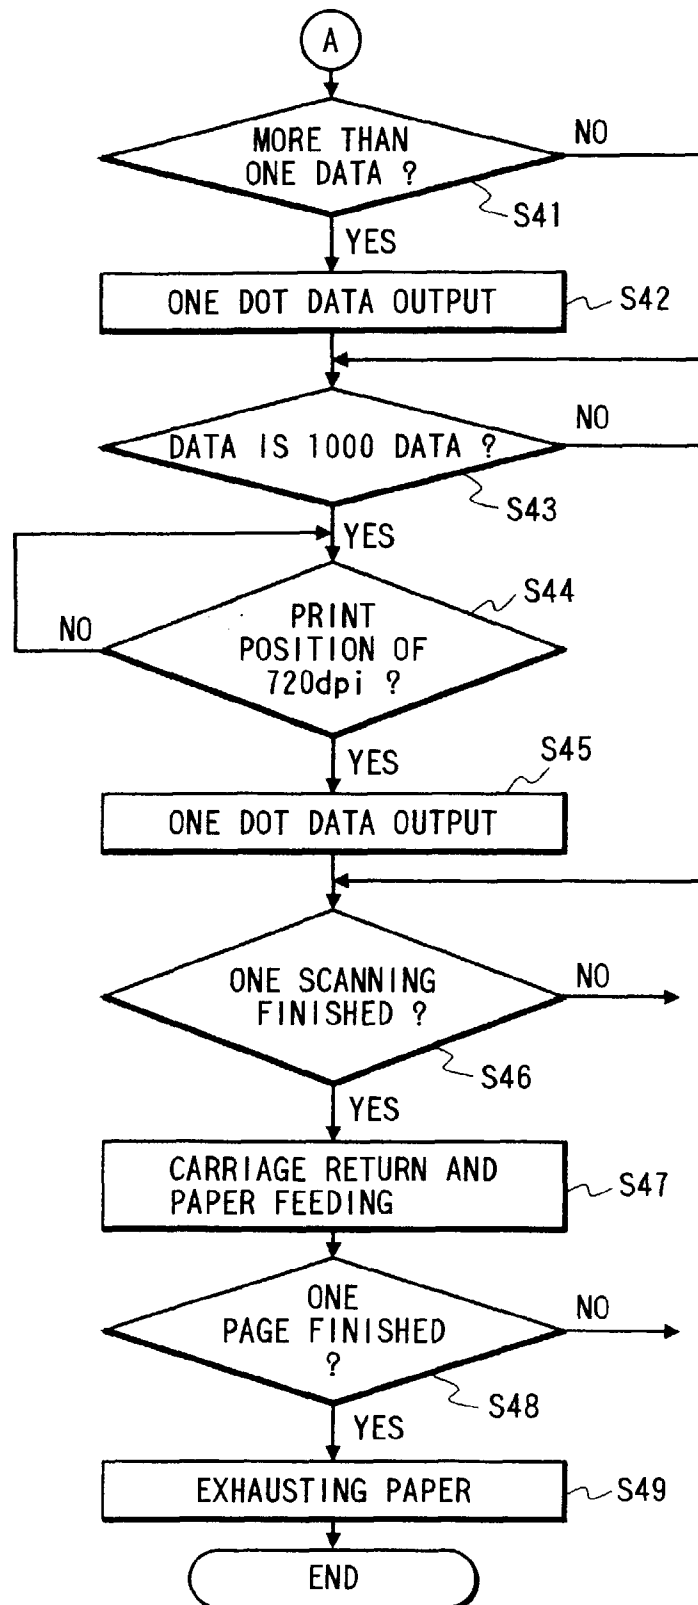 A
MORE THAN
ONE DATA ?
NO
S41
YES
ONE DOT DATA OUTPUT
S42
DATA IS 1000 DATA ?
NO
S43
YES
S44
PRINT
POSITION OF
720dpi ?
NO
YES
S45
ONE DOT DATA OUTPUT
ONE SCANNING
FINISHED ?
NO
S46
YES
CARRIAGE RETURN AND
PAPER FEEDING
S47
ONE
PAGE FINISHED
?
NO
S48
YES
EXHAUSTING PAPER
S49
END